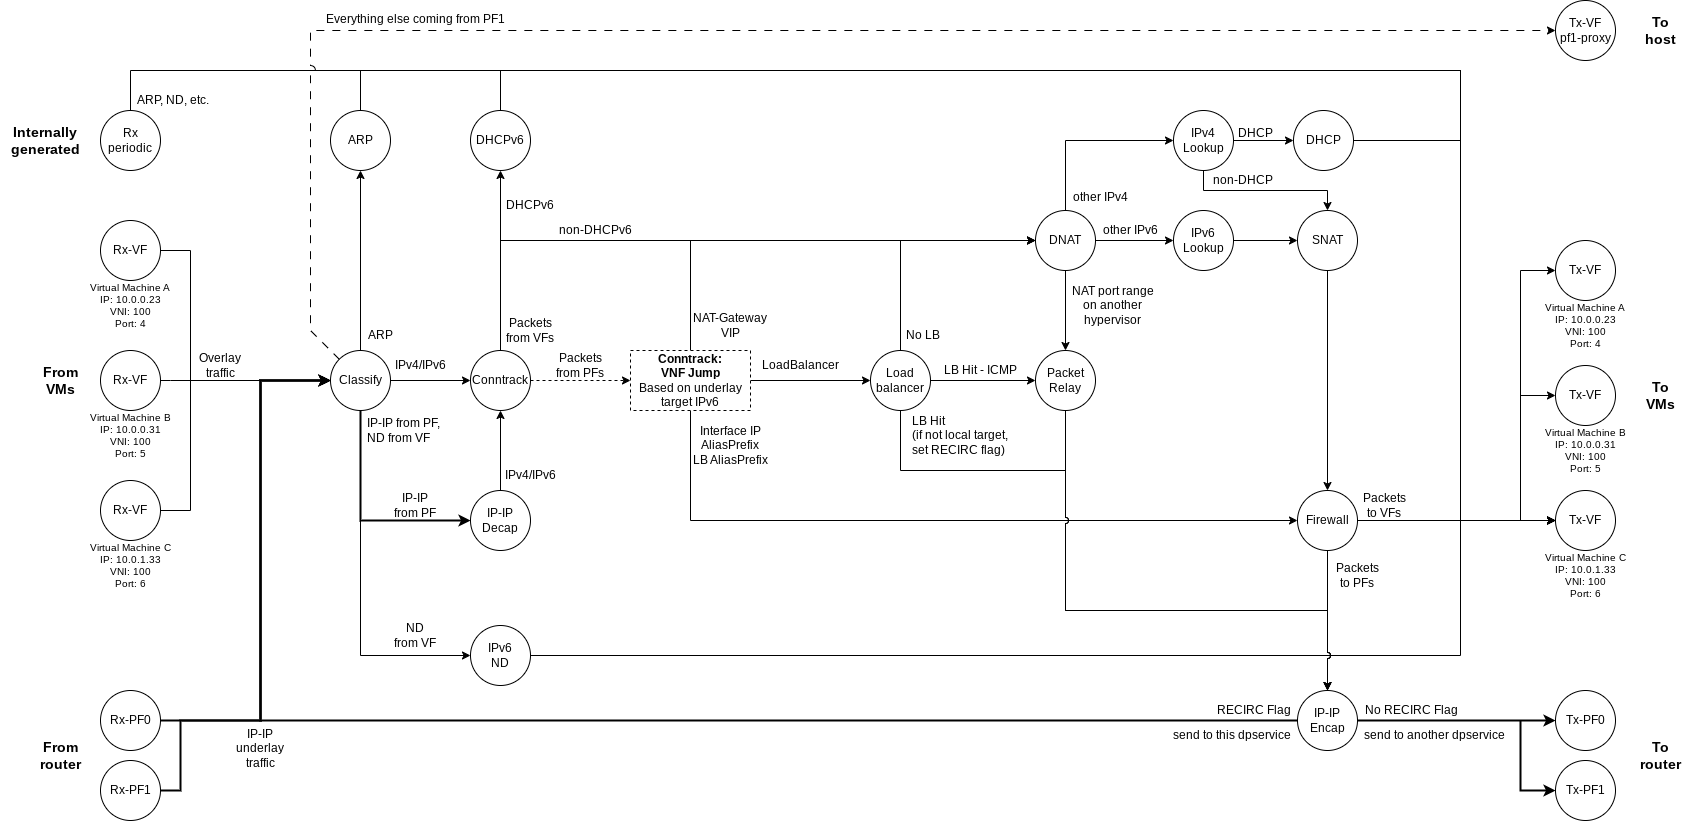 Everything else coming from PF1
Tx-VF
pf1-proxy
To
host
ARP, ND, etc.
Internally
generated
Rx
periodic
ARP
DHCPv6
IPv4
Lookup
DHCP
DHCP
non-DHCP
DHCPv6
other IPv4
non-DHCPv6
DNAT
other IPv6
IPv6
Lookup
SNAT
Rx-VF
Virtual Machine A
IP: 10.0.0.23
VNI: 100
Port: 4
Tx-VF
Virtual Machine A
IP: 10.0.0.23
VNI: 100
Port: 4
NAT port range
on another
hypervisor
ARP
Packets
from VFs
NAT-Gateway
VIP
No LB
From
VMs
Rx-VF
Virtual Machine B
IP: 10.0.0.31
VNI: 100
Port: 5
Overlay
traffic
Classify
IPv4/IPv6
Conntrack
Packets
from PFs
Conntrack:
VNF Jump
Based on underlay
target IPv6
LoadBalancer
Load
balancer
LB Hit - ICMP
Packet
Relay
Tx-VF
Virtual Machine B
IP: 10.0.0.31
VNI: 100
Port: 5
To
VMs
IP-IP from PF,
ND from VF
Interface IP
AliasPrefix
LB AliasPrefix
LB Hit
(if not local target,
set RECIRC flag)
IPv4/IPv6
Rx-VF
Virtual Machine C
IP: 10.0.1.33
VNI: 100
Port: 6
IP-IP
from PF
IP-IP
Decap
Firewall
Packets
to VFs
Tx-VF
Virtual Machine C
IP: 10.0.1.33
VNI: 100
Port: 6
Packets
to PFs
ND
from VF
IPv6
ND
From
router
Rx-PF0
Rx-PF1
IP-IP
underlay
traffic
RECIRC Flag
send to this dpservice
IP-IP
Encap
No RECIRC Flag
send to another dpservice
Tx-PF0
Tx-PF1
To
router